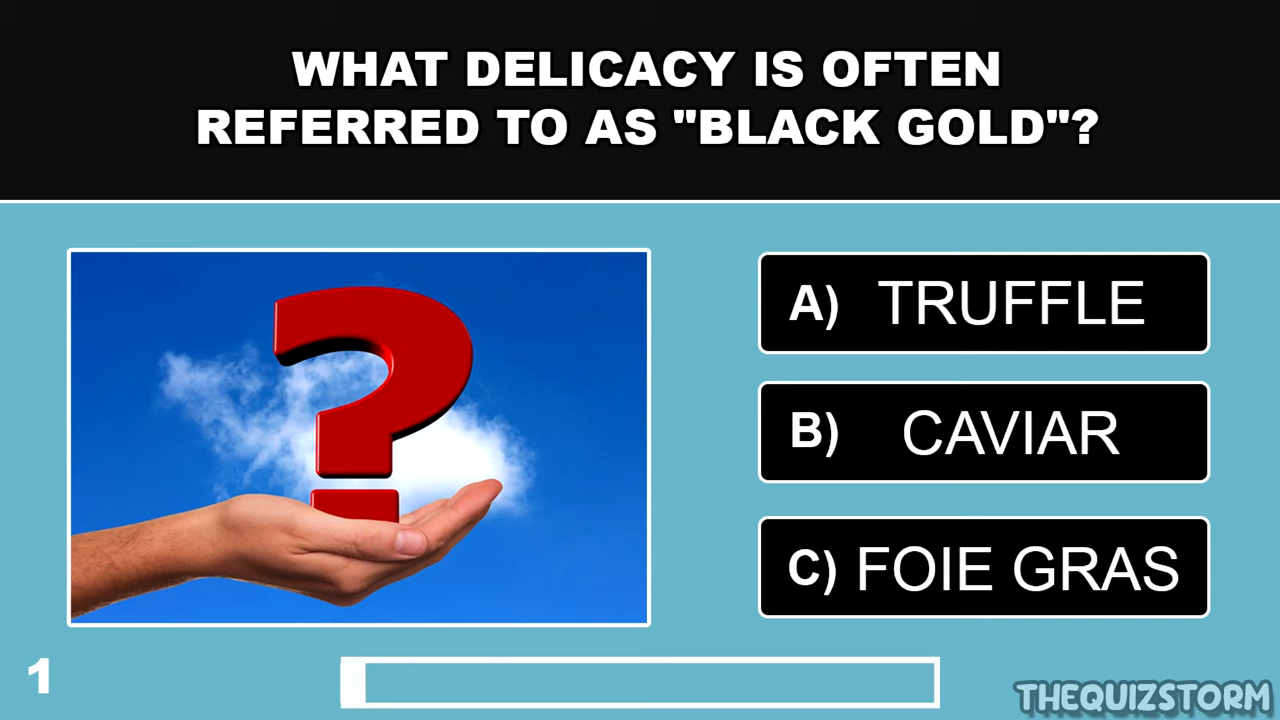 WHAT DELICACY IS OFTEN
REFERRED TO AS "BLACK GOLD"?
A) TRUFFLE
B) CAVIAR
C) FOIE GRAS
1
THEQUIZSTORM